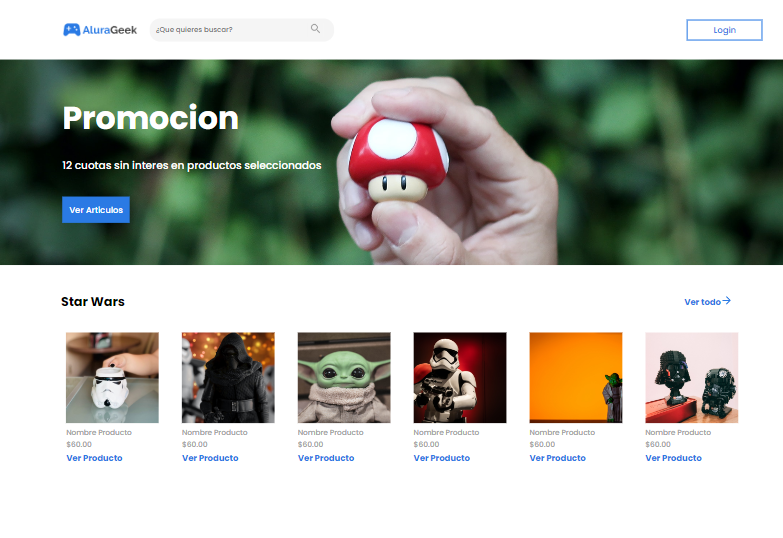 AluraGeek
¿Que quieres buscar?
Login
Promocion
12 cuotas sin interes en productos seleccionados
Ver Articulos
Star Wars
Ver todo
Nombre Producto
$60.00
Ver Producto
Nombre Producto
$60.00
Ver Producto
Nombre Producto
$60.00
Ver Producto
Nombre Producto
$60.00
Ver Producto
Nombre Producto
$60.00
Ver Producto
Nombre Producto
$60.00
Ver Producto